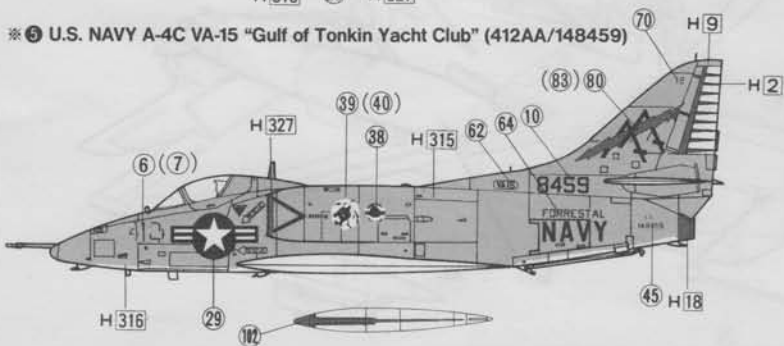 ※❺ U.S. NAVY A-4C VA-15 “Gulf of Tonkin Yacht Club” (412AA/148459)
70
H 9
(83) 80
H 2
39 (40)
10
H 327
64
38
H 315
62
6 (7)
8459
FORRESTAL
NAVY
H 316
29
45
H 18
102